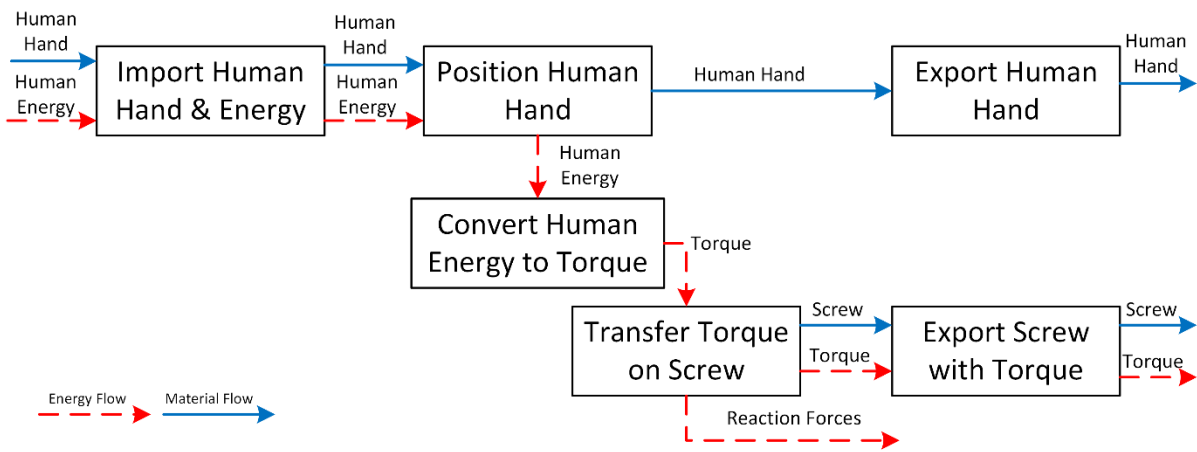 Human
Hand
Human
Energy
Import Human
Hand & Energy
Human
Hand
Human
Energy
Position Human
Hand
Human Hand
Export Human
Hand
Human
Hand
Human
Energy
Convert Human
Energy to Torque
Torque
Transfer Torque
on Screw
Screw
Torque
Export Screw
with Torque
Screw
Torque
Reaction Forces
Energy Flow
Material Flow